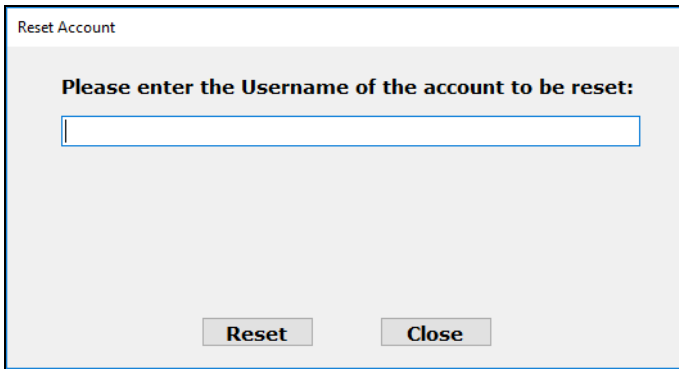 Reset Account
Please enter the Username of the account to be reset:
Reset Close